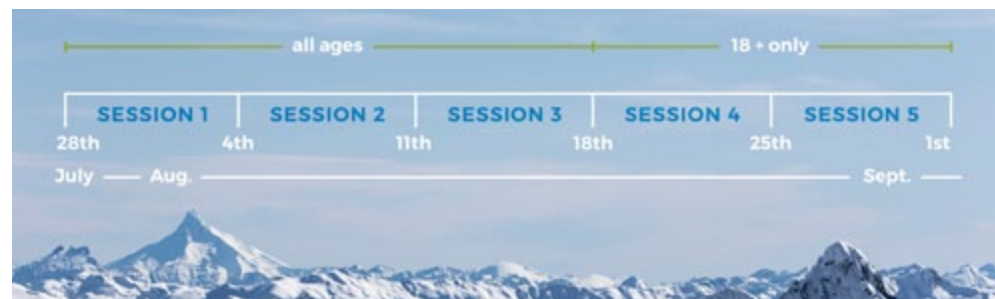 all ages 18 + only
SESSION 1 SESSION 2 SESSION 3 SESSION 4 SESSION 5
28th 4th 11th 18th 25th 1st
July Aug. Sept.